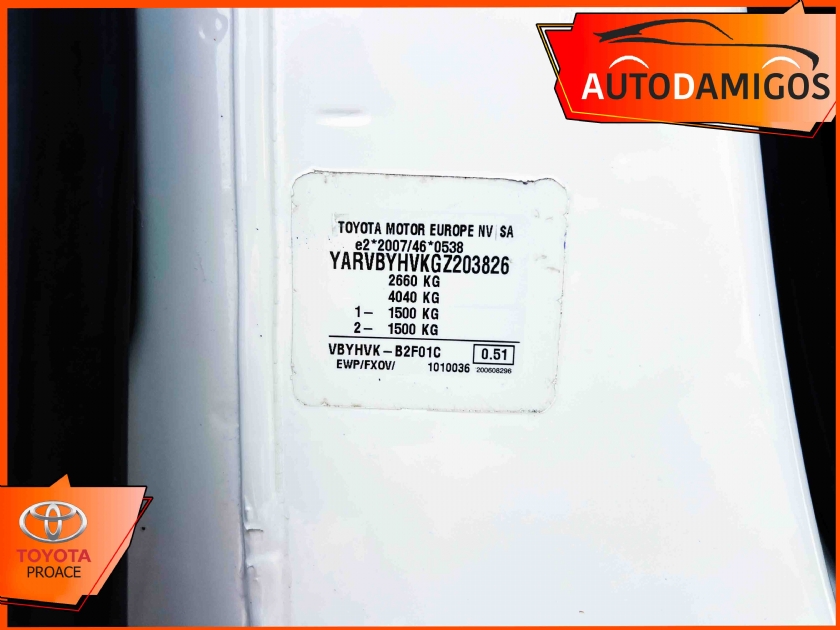 AUTODAMIGOS
TOYOTA MOTOR EUROPE NV SA
e2*2007/46*0538
YARVBYHVKGZ203826
2660 KG
4040 KG
1- 1500 KG
2- 1500 KG
VBYHVK-B2F01C 0.51
EWP/FXOV/ 1010036 200608296
TOYOTA
PROACE